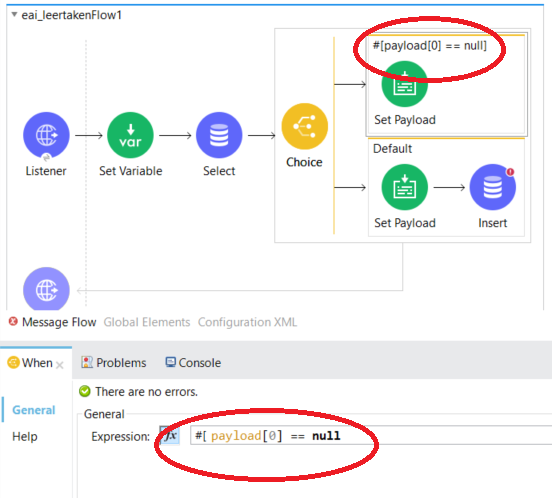 eai_leertakenFlow1
#[payload[0] == null]
Set Payload
var
Listener
Set Variable
Select
Choice
Default
Set Payload
Insert
Message Flow Global Elements Configuration XML
When Problems Console
There are no errors.
General General
Help Expression: fx #[ payload[0] == null